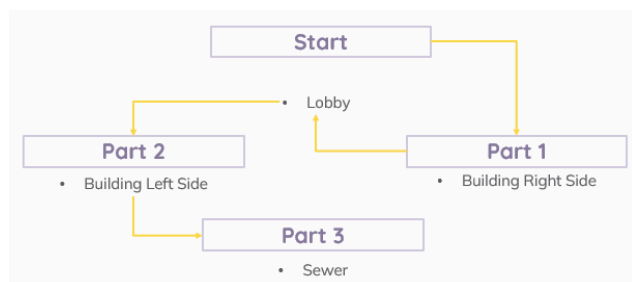 Start
• Lobby
Part 2
Part 1
• Building Left Side
• Building Right Side
Part 3
• Sewer